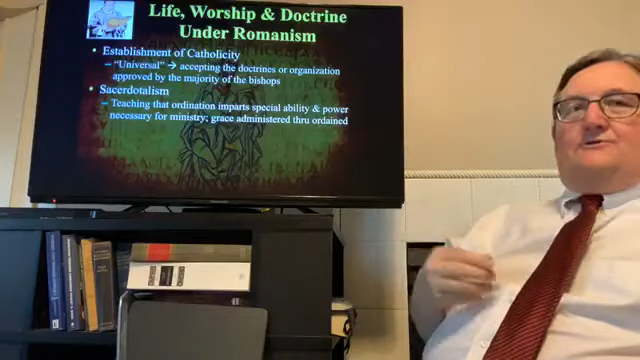 Life, Worship & Doctrine
Under Romanism
• Establishment of Catholicity
– "Universal" → accepting the doctrines or organization
approved by the majority of the bishops
• Sacerdotalism
– Teaching that ordination imparts special ability & power
necessary for ministry; grace administered thru ordained